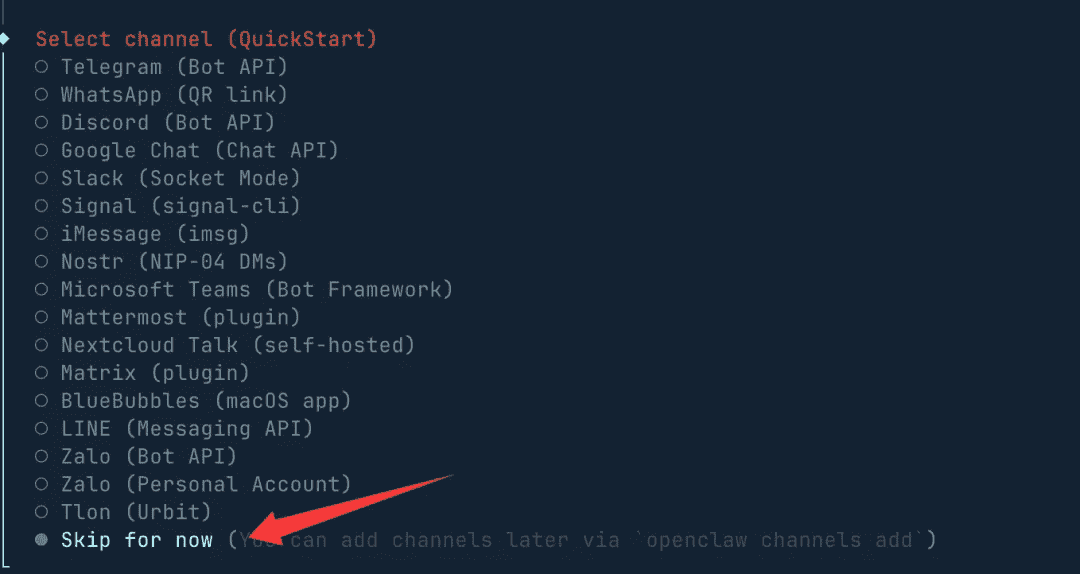 Select channel (QuickStart)
Telegram (Bot API)
WhatsApp (QR link)
Discord (Bot API)
Google Chat (Chat API)
Slack (Socket Mode)
Signal (signal-cli)
iMessage (imsg)
Nostr (NIP-04 DMs)
Microsoft Teams (Bot Framework)
Mattermost (plugin)
Nextcloud Talk (self-hosted)
Matrix (plugin)
BlueBubbles (macOS app)
LINE (Messaging API)
Zalo (Bot API)
Zalo (Personal Account)
Tlon (Urbit)
Skip for now (You can add channels later via `openclaw channels add`)